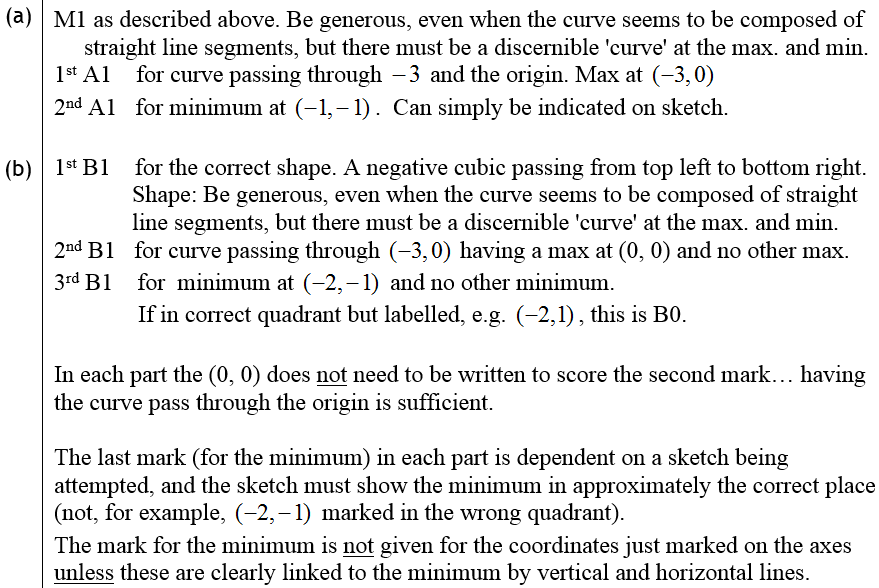 (a) M1 as described above. Be generous, even when the curve seems to be composed of
straight line segments, but there must be a discernible 'curve' at the max. and min.
1st A1 for curve passing through −3 and the origin. Max at (−3,0)
2nd A1 for minimum at (−1,−1). Can simply be indicated on sketch.
(b) 1st B1 for the correct shape. A negative cubic passing from top left to bottom right.
Shape: Be generous, even when the curve seems to be composed of straight
line segments, but there must be a discernible 'curve' at the max. and min.
2nd B1 for curve passing through (−3,0) having a max at (0, 0) and no other max.
3rd B1 for minimum at (−2,−1) and no other minimum.
If in correct quadrant but labelled, e.g. (−2,1), this is B0.
In each part the (0, 0) does not need to be written to score the second mark… having
the curve pass through the origin is sufficient.
The last mark (for the minimum) in each part is dependent on a sketch being
attempted, and the sketch must show the minimum in approximately the correct place
(not, for example, (−2,−1) marked in the wrong quadrant).
The mark for the minimum is not given for the coordinates just marked on the axes
unless these are clearly linked to the minimum by vertical and horizontal lines.